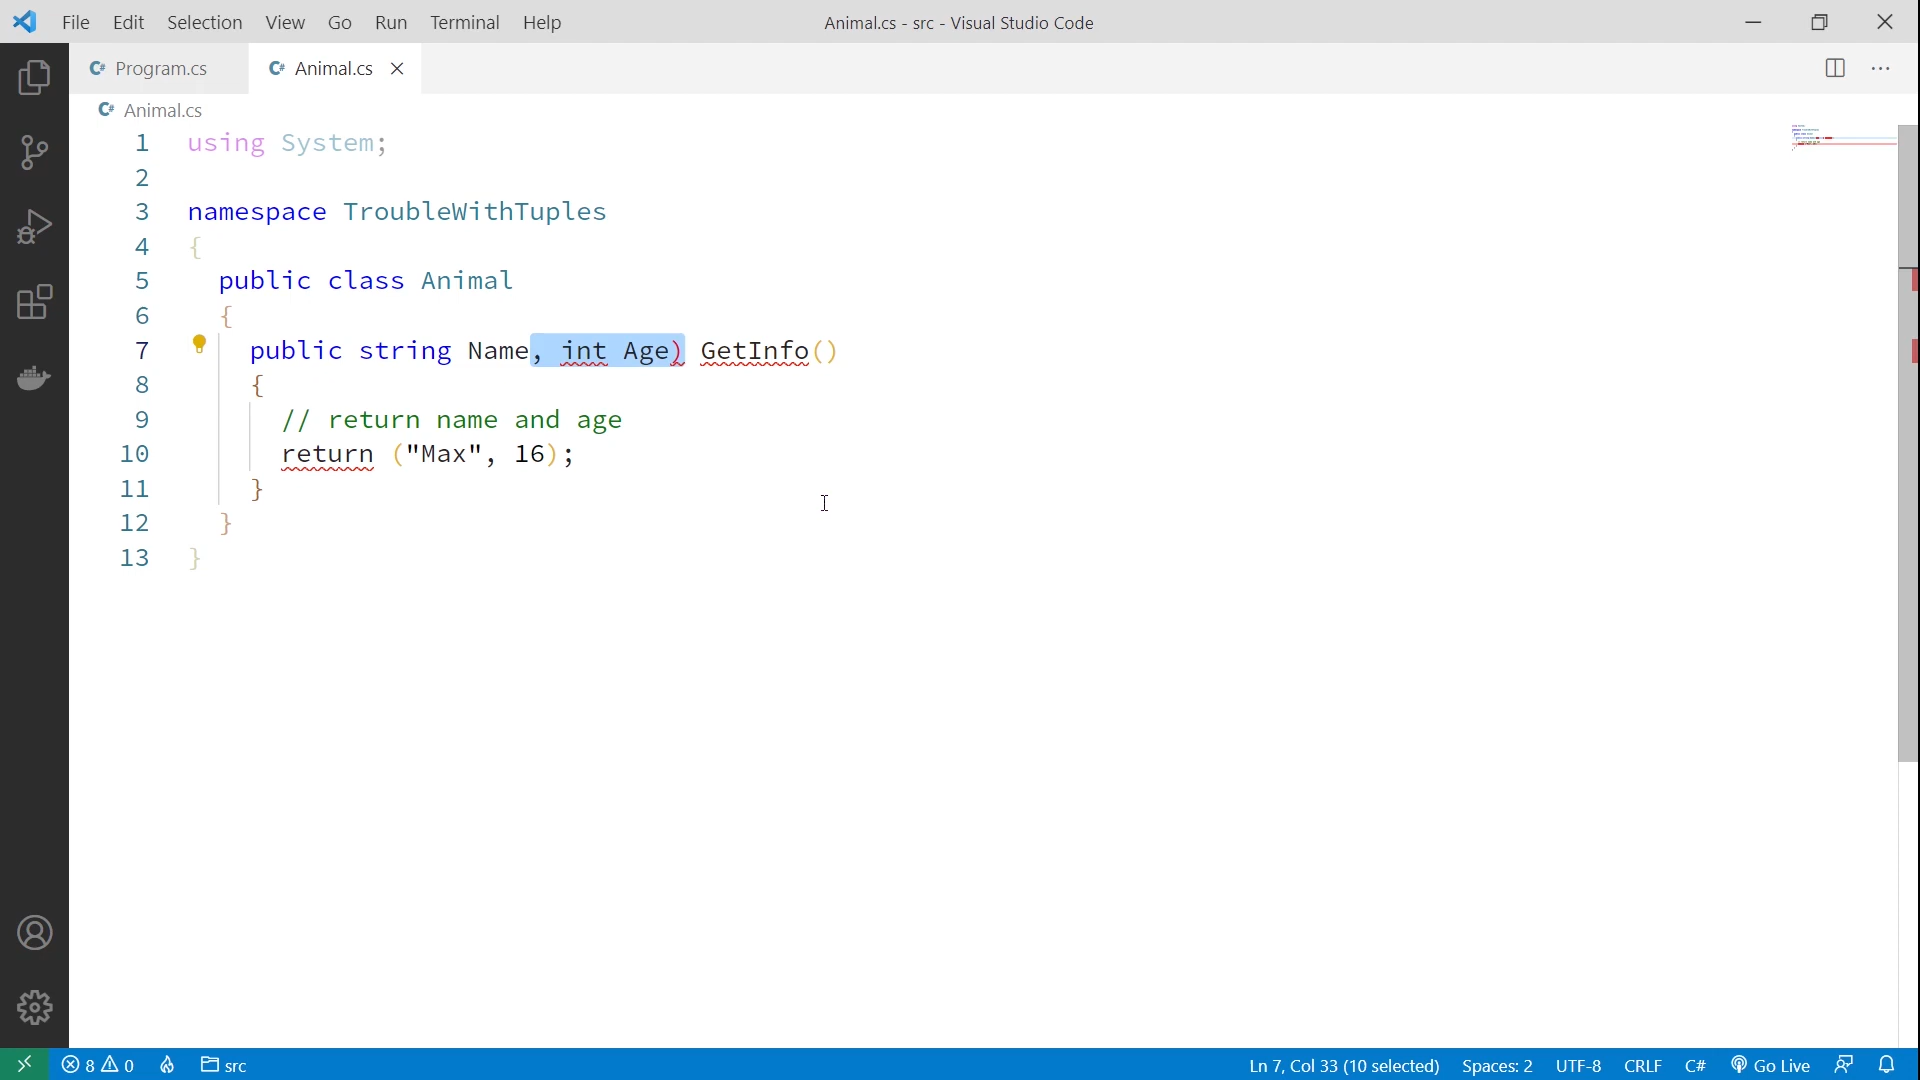 File Edit Selection View Go Run Terminal Help Animal.cs - src - Visual Studio Code
C# Program.cs C# Animal.cs
C# Animal.cs
1 using System;
2
3 namespace TroubleWithTuples
4 {
5 public class Animal
6 {
7 public string Name, int Age) GetInfo()
8 {
9 // return name and age
10 return ("Max", 16);
11 }
12 }
13 }
8 0 src Ln 7, Col 33 (10 selected) Spaces: 2 UTF-8 CRLF C# Go Live